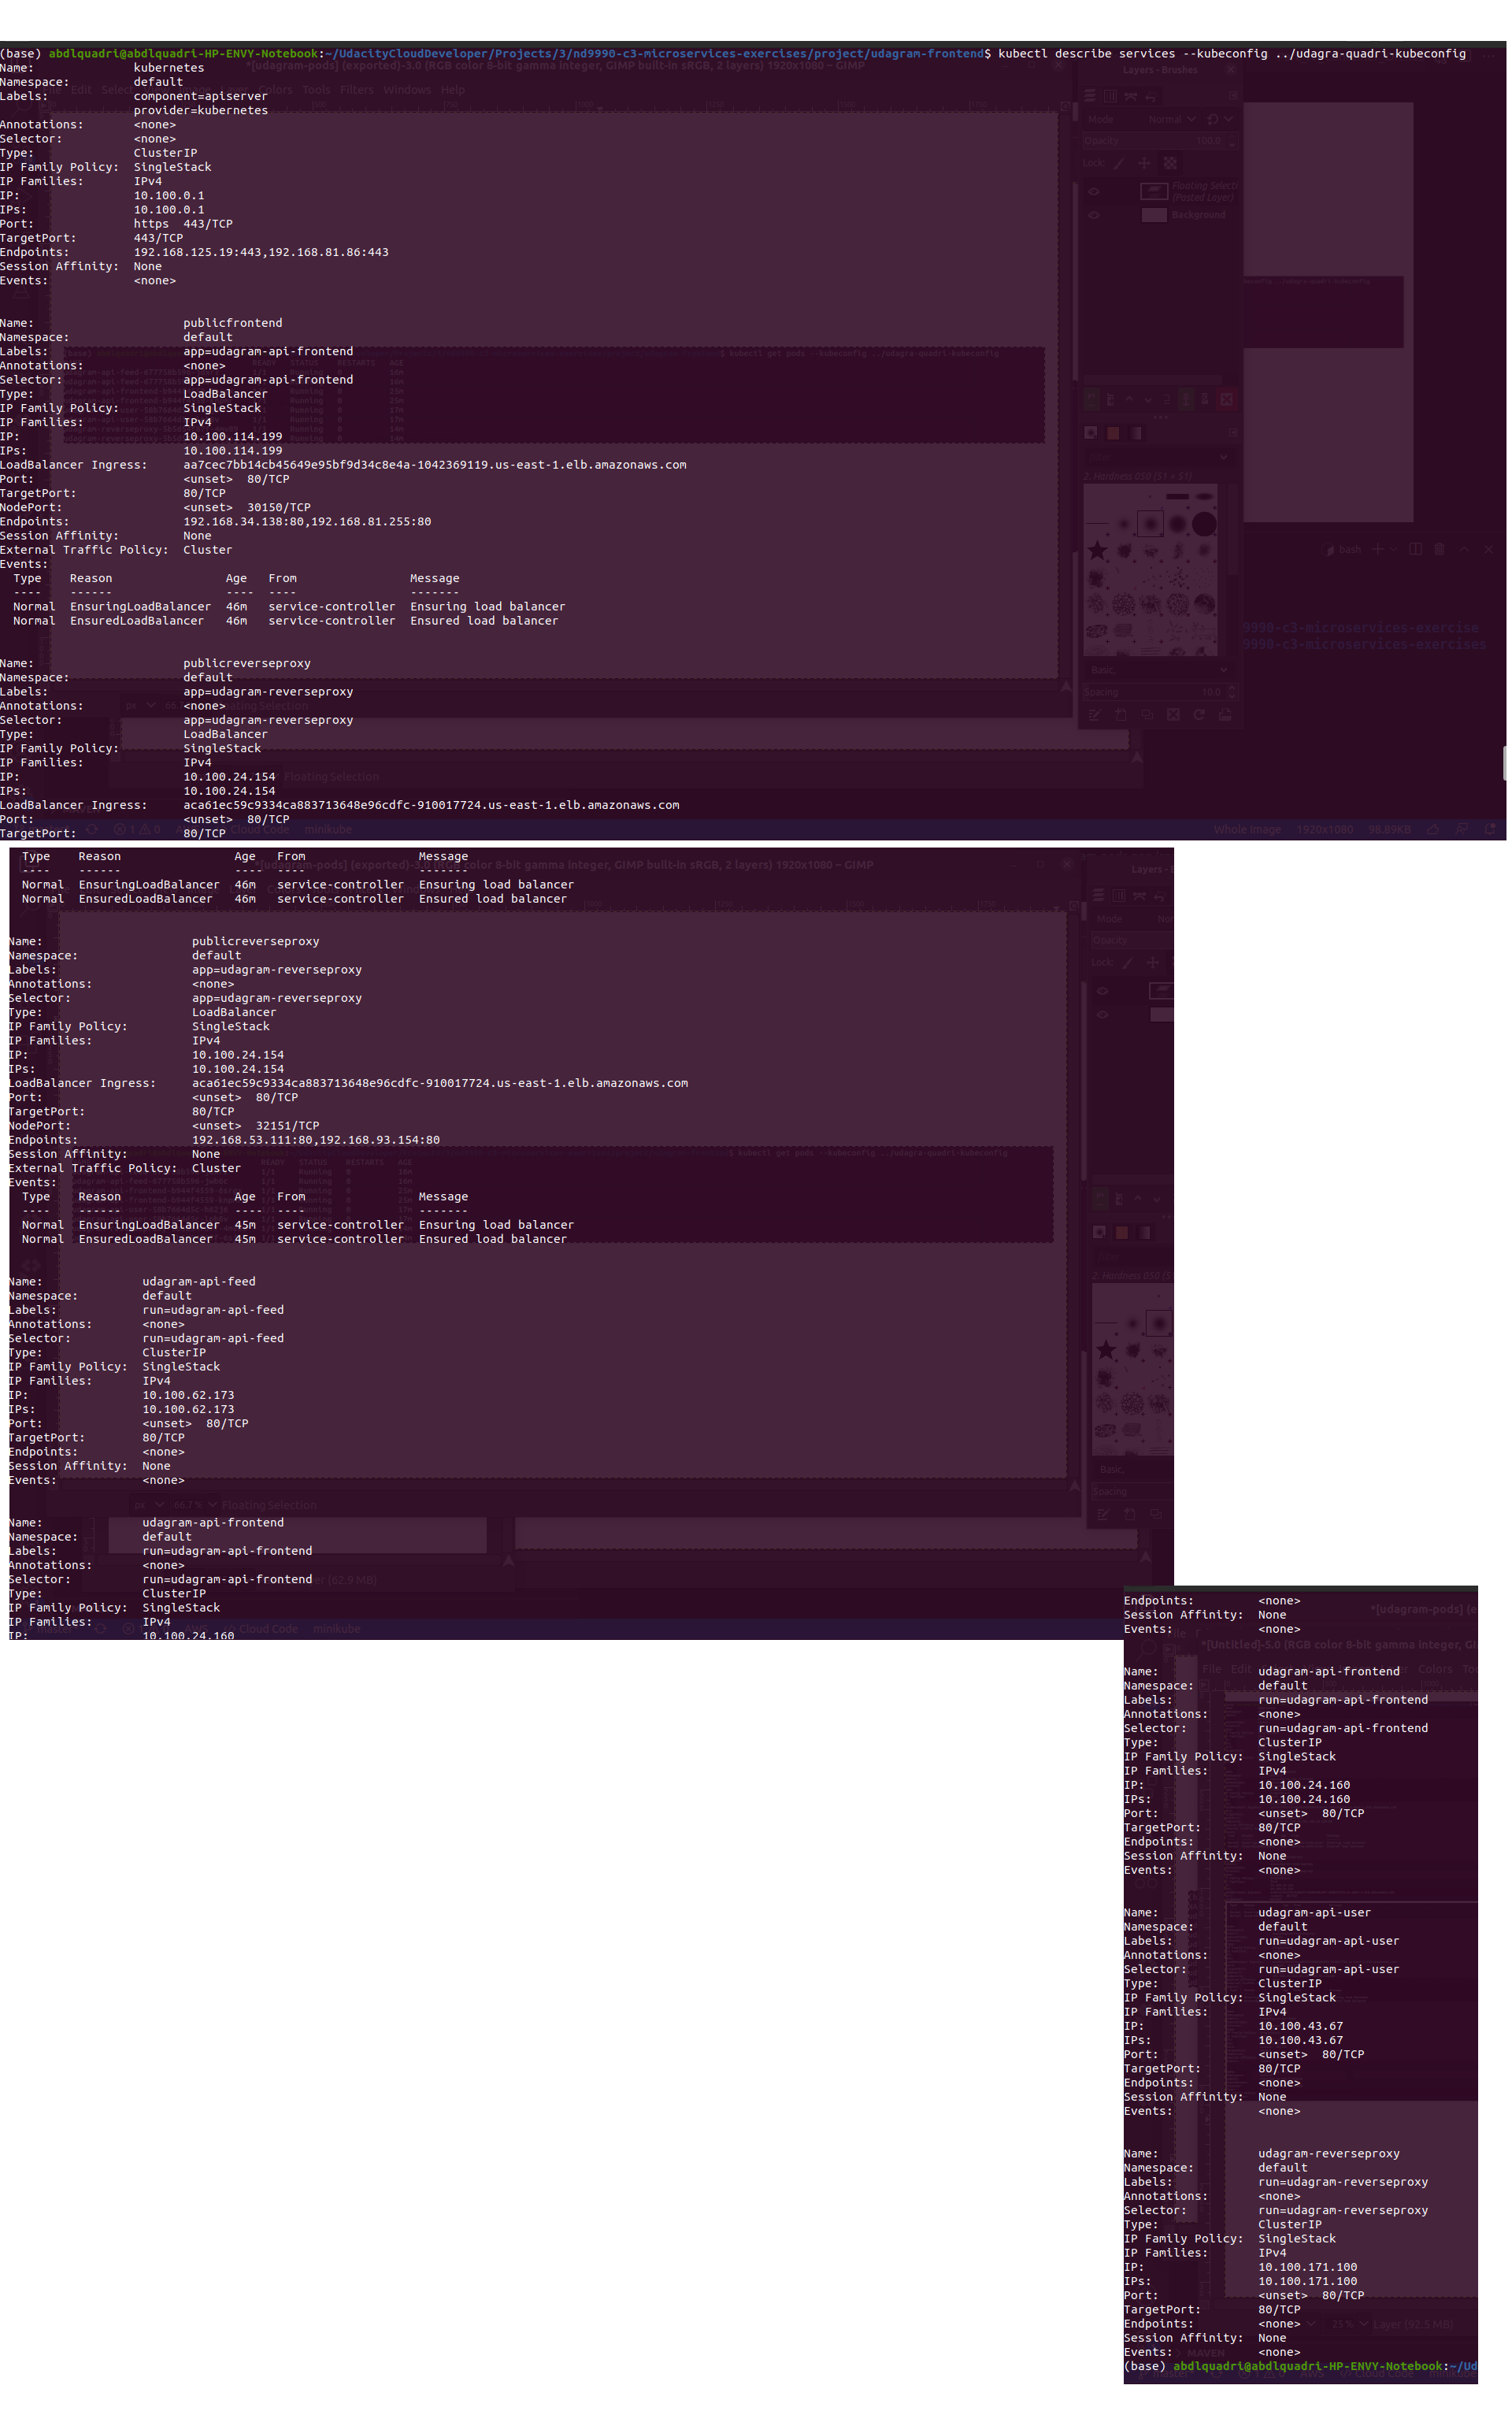 (base) abdlquadri@abdlquadri-HP-ENVY-Notebook:~/UdacityCloudDeveloper/Projects/3/nd9990-c3-microservices-exercises/project/udagram-frontend$ kubectl describe services --kubeconfig ../udagra-quadri-kubeconfig
Name: kubernetes
Namespace: default
Labels: component=apiserver
provider=kubernetes
Annotations: <none>
Selector: <none>
Type: ClusterIP
IP Family Policy: SingleStack
IP Families: IPv4
IP: 10.100.0.1
IPs: 10.100.0.1
Port: https 443/TCP
TargetPort: 443/TCP
Endpoints: 192.168.125.19:443,192.168.81.86:443
Session Affinity: None
Events: <none>
Name: publicfrontend
Namespace: default
Labels: app=udagram-api-frontend
Annotations: <none>
Selector: app=udagram-api-frontend
Type: LoadBalancer
IP Family Policy: SingleStack
IP Families: IPv4
IP: 10.100.114.199
IPs: 10.100.114.199
LoadBalancer Ingress: aa7cec7bb14cb45649e95bf9d34c8e4a-1042369119.us-east-1.elb.amazonaws.com
Port: <unset> 80/TCP
TargetPort: 80/TCP
NodePort: <unset> 30150/TCP
Endpoints: 192.168.34.138:80,192.168.81.255:80
Session Affinity: None
External Traffic Policy: Cluster
Events:
Type Reason Age From Message
---- ------ ---- ---- -------
Normal EnsuringLoadBalancer 46m service-controller Ensuring load balancer
Normal EnsuredLoadBalancer 46m service-controller Ensured load balancer
Name: publicreverseproxy
Namespace: default
Labels: app=udagram-reverseproxy
Annotations: <none>
Selector: app=udagram-reverseproxy
Type: LoadBalancer
IP Family Policy: SingleStack
IP Families: IPv4
IP: 10.100.24.154
IPs: 10.100.24.154
LoadBalancer Ingress: aca61ec59c9334ca883713648e96cdfc-910017724.us-east-1.elb.amazonaws.com
Port: <unset> 80/TCP
TargetPort: 80/TCP
Type Reason Age From Message
---- ------ ---- ---- -------
Normal EnsuringLoadBalancer 46m service-controller Ensuring load balancer
Normal EnsuredLoadBalancer 46m service-controller Ensured load balancer
Name: publicreverseproxy
Namespace: default
Labels: app=udagram-reverseproxy
Annotations: <none>
Selector: app=udagram-reverseproxy
Type: LoadBalancer
IP Family Policy: SingleStack
IP Families: IPv4
IP: 10.100.24.154
IPs: 10.100.24.154
LoadBalancer Ingress: aca61ec59c9334ca883713648e96cdfc-910017724.us-east-1.elb.amazonaws.com
Port: <unset> 80/TCP
TargetPort: 80/TCP
NodePort: <unset> 32151/TCP
Endpoints: 192.168.53.111:80,192.168.93.154:80
Session Affinity: None
External Traffic Policy: Cluster
Events:
Type Reason Age From Message
---- ------ ---- ---- -------
Normal EnsuringLoadBalancer 45m service-controller Ensuring load balancer
Normal EnsuredLoadBalancer 45m service-controller Ensured load balancer
Name: udagram-api-feed
Namespace: default
Labels: run=udagram-api-feed
Annotations: <none>
Selector: run=udagram-api-feed
Type: ClusterIP
IP Family Policy: SingleStack
IP Families: IPv4
IP: 10.100.62.173
IPs: 10.100.62.173
Port: <unset> 80/TCP
TargetPort: 80/TCP
Endpoints: <none>
Session Affinity: None
Events: <none>
Name: udagram-api-frontend
Namespace: default
Labels: run=udagram-api-frontend
Annotations: <none>
Selector: run=udagram-api-frontend
Type: ClusterIP
IP Family Policy: SingleStack
IP Families: IPv4
IP: 10.100.24.160
Endpoints: <none>
Session Affinity: None
Events: <none>
Name: udagram-api-frontend
Namespace: default
Labels: run=udagram-api-frontend
Annotations: <none>
Selector: run=udagram-api-frontend
Type: ClusterIP
IP Family Policy: SingleStack
IP Families: IPv4
IP: 10.100.24.160
IPs: 10.100.24.160
Port: <unset> 80/TCP
TargetPort: 80/TCP
Endpoints: <none>
Session Affinity: None
Events: <none>
Name: udagram-api-user
Namespace: default
Labels: run=udagram-api-user
Annotations: <none>
Selector: run=udagram-api-user
Type: ClusterIP
IP Family Policy: SingleStack
IP Families: IPv4
IP: 10.100.43.67
IPs: 10.100.43.67
Port: <unset> 80/TCP
TargetPort: 80/TCP
Endpoints: <none>
Session Affinity: None
Events: <none>
Name: udagram-reverseproxy
Namespace: default
Labels: run=udagram-reverseproxy
Annotations: <none>
Selector: run=udagram-reverseproxy
Type: ClusterIP
IP Family Policy: SingleStack
IP Families: IPv4
IP: 10.100.171.100
IPs: 10.100.171.100
Port: <unset> 80/TCP
TargetPort: 80/TCP
Endpoints: <none>
Session Affinity: None
Events: <none>
(base) abdlquadri@abdlquadri-HP-ENVY-Notebook:~/Ud